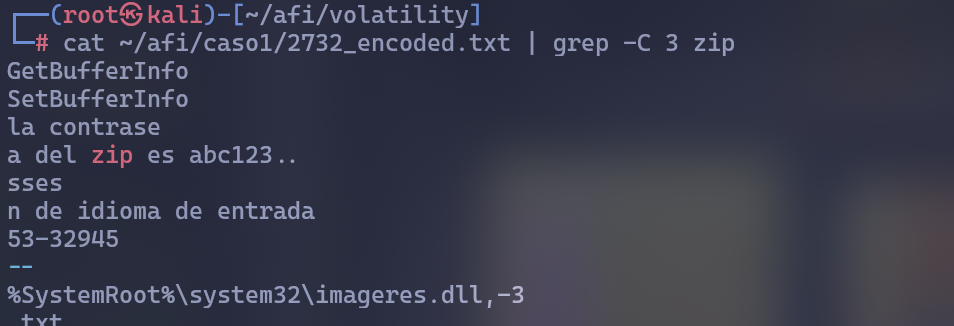 ┌──(root㉿kali)-[~/afi/volatility]
└─# cat ~/afi/caso1/2732_encoded.txt | grep -C 3 zip
GetBufferInfo
SetBufferInfo
la contrase
a del zip es abc123..
sses
n de idioma de entrada
53-32945
--
%SystemRoot%\system32\imageres.dll,-3
.txt